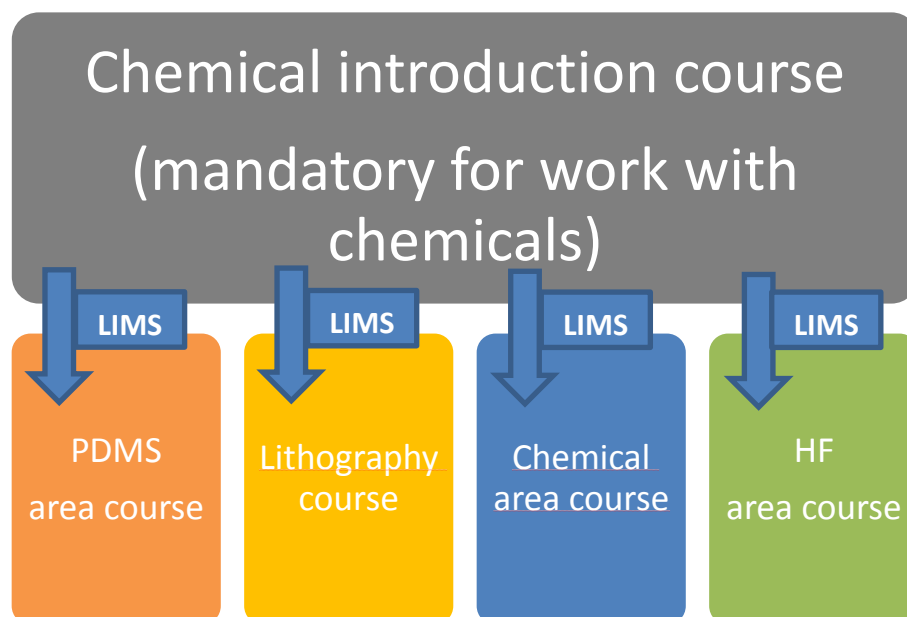 Chemical introduction course
(mandatory for work with
chemicals)
LIMS
LIMS
LIMS
LIMS
PDMS
area course
Lithography
course
Chemical
area course
HF
area course